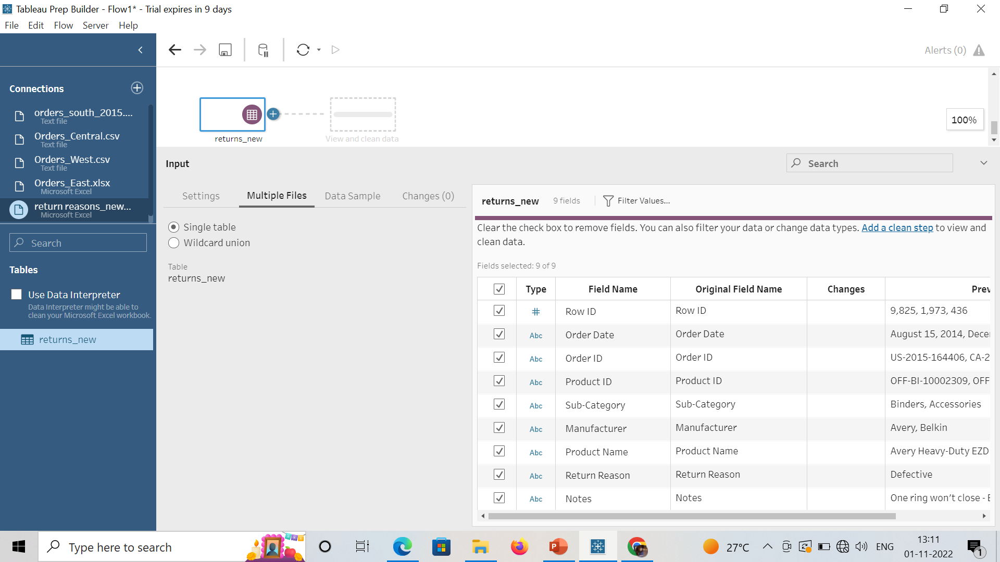 Tableau Prep Builder - Flow1* - Trial expires in 9 days
File Edit Flow Server Help
Alerts (0)
Connections
orders_south_2015....
Text file
Orders_Central.csv
Text file
Orders_West.csv
Text file
Orders_East.xlsx
Microsoft Excel
return reasons_new...
Microsoft Excel
Search
Tables
Use Data Interpreter
Data Interpreter might be able to
clean your Microsoft Excel workbook.
returns_new
returns_new
View and clean data
100%
Input
Search
Settings Multiple Files Data Sample Changes (0)
Single table
Wildcard union
Table
returns_new
returns_new 9 fields Filter Values...
Clear the check box to remove fields. You can also filter your data or change data types. Add a clean step to view and
clean data.
Fields selected: 9 of 9
Type Field Name Original Field Name Changes Prev
# Row ID Row ID 9,825, 1,973, 436
Abc Order Date Order Date August 15, 2014, Dece
Abc Order ID Order ID US-2015-164406, CA-2
Abc Product ID Product ID OFF-BI-10002309, OFF
Abc Sub-Category Sub-Category Binders, Accessories
Abc Manufacturer Manufacturer Avery, Belkin
Abc Product Name Product Name Avery Heavy-Duty EZD
Abc Return Reason Return Reason Defective
Abc Notes Notes One ring won't close -
Type here to search
27°C
ENG
13:11
01-11-2022
1